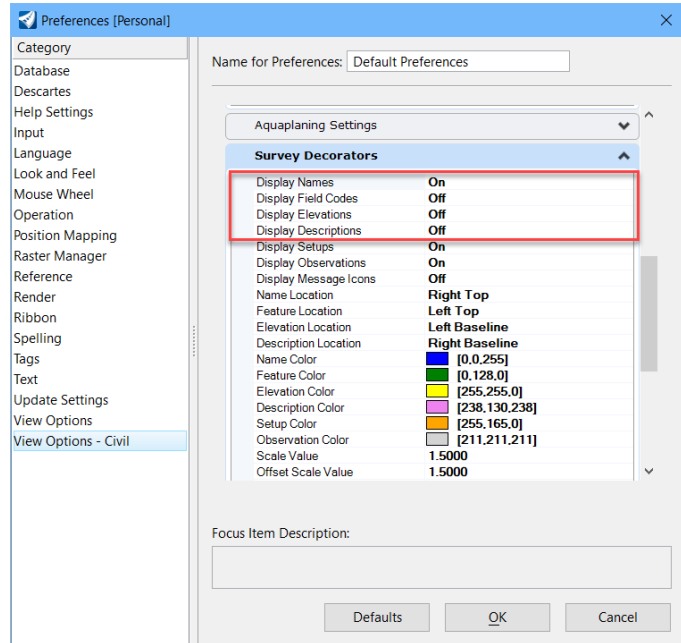 Preferences [Personal]
Category
Database
Descartes
Help Settings
Input
Language
Look and Feel
Mouse Wheel
Operation
Position Mapping
Raster Manager
Reference
Render
Ribbon
Spelling
Tags
Text
Update Settings
View Options
View Options - Civil
Name for Preferences: Default Preferences
Aquaplaning Settings
Survey Decorators
Display Names On
Display Field Codes Off
Display Elevations Off
Display Descriptions Off
Display Setups On
Display Observations On
Display Message Icons Off
Name Location Right Top
Feature Location Left Top
Elevation Location Left Baseline
Description Location Right Baseline
Name Color [0,0,255]
Feature Color [0,128,0]
Elevation Color [255,255,0]
Description Color [238,130,238]
Setup Color [255,165,0]
Observation Color [211,211,211]
Scale Value 1.5000
Offset Scale Value 1.5000
Focus Item Description:
Defaults OK Cancel